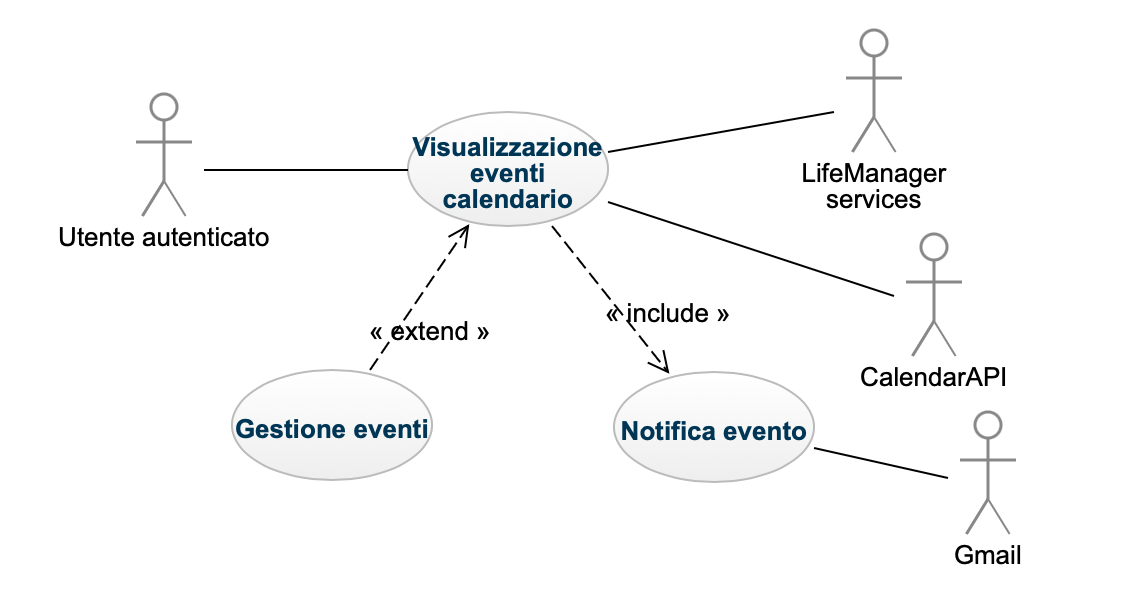 Visualizzazione
eventi
calendario
LifeManager
services
Utente autenticato
« extend »
« include »
CalendarAPI
Gestione eventi
Notifica evento
Gmail